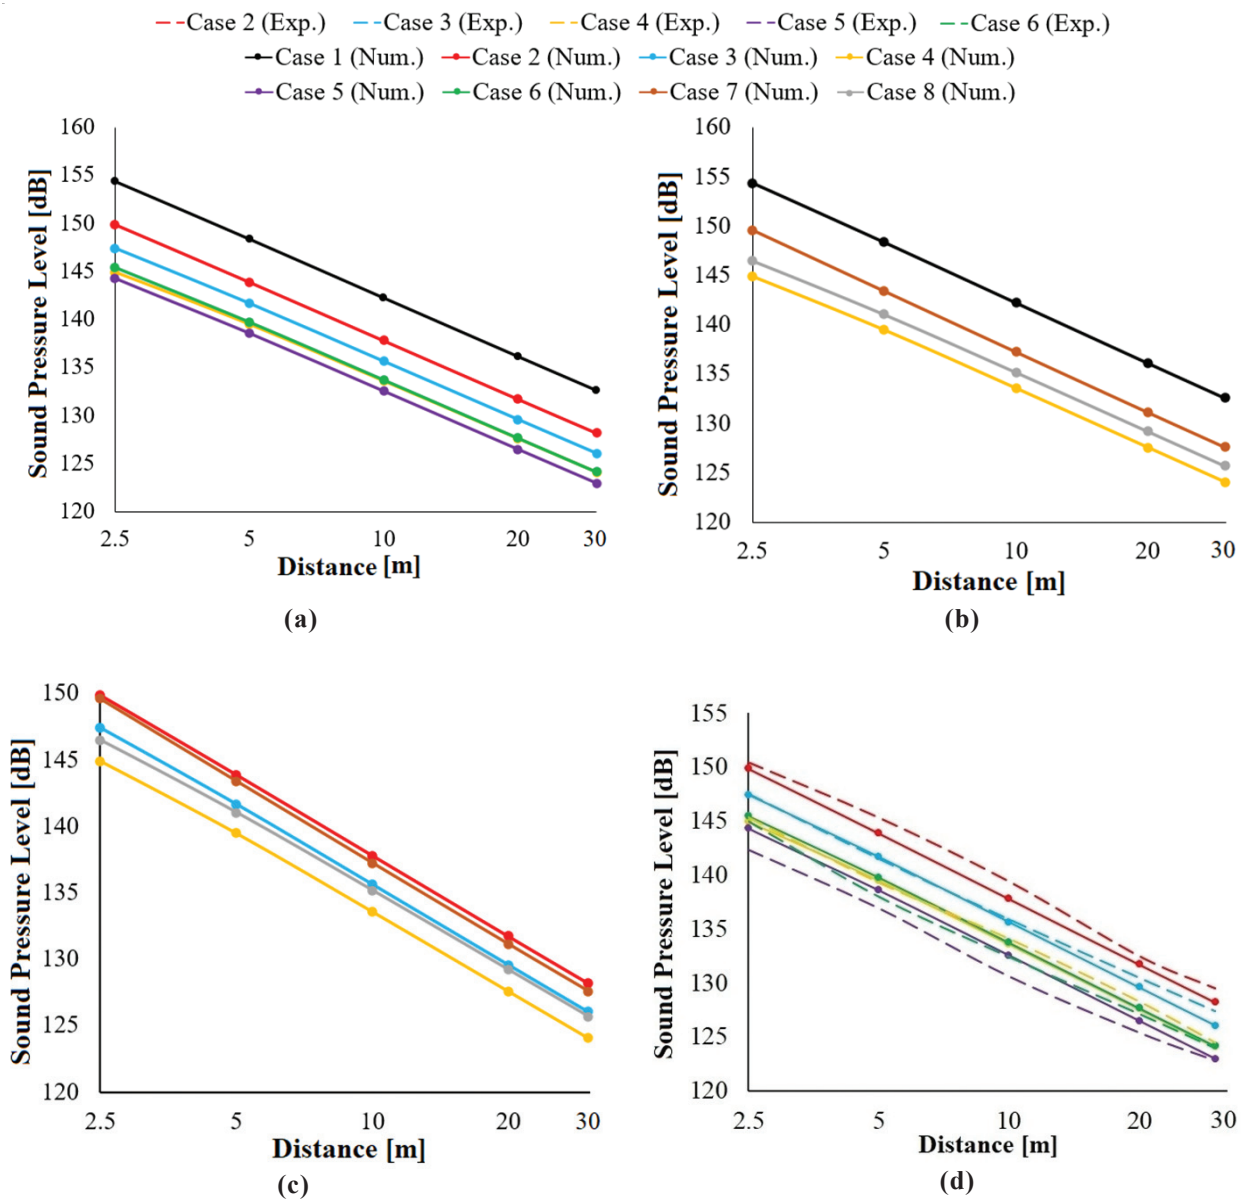 Case 2 (Exp.) Case 3 (Exp.) Case 4 (Exp.) Case 5 (Exp.) Case 6 (Exp.)
Case 1 (Num.) Case 2 (Num.) Case 3 (Num.) Case 4 (Num.)
Case 5 (Num.) Case 6 (Num.) Case 7 (Num.) Case 8 (Num.)
Sound Pressure Level [dB]
160
155
150
145
140
135
130
125
120
2.5 5 10 20 30
Distance [m]
(a)
Sound Pressure Level [dB]
160
155
150
145
140
135
130
125
120
2.5 5 10 20 30
Distance [m]
(b)
Sound Pressure Level [dB]
150
145
140
135
130
125
120
2.5 5 10 20 30
Distance [m]
(c)
Sound Pressure Level [dB]
155
150
145
140
135
130
125
120
2.5 5 10 20 30
Distance [m]
(d)